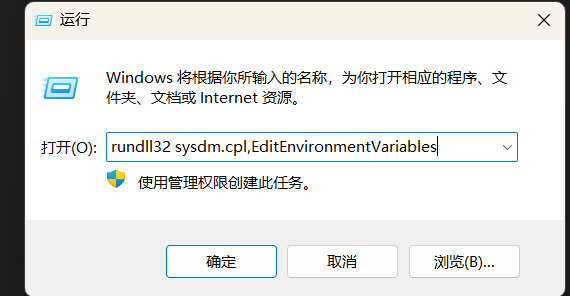 运行
Windows 将根据你所输入的名称，为你打开相应的程序、文
件夹、文档或 Internet 资源。
打开(O): rundll32 sysdm.cpl,EditEnvironmentVariables
使用管理权限创建此任务。
确定 取消 浏览(B)...